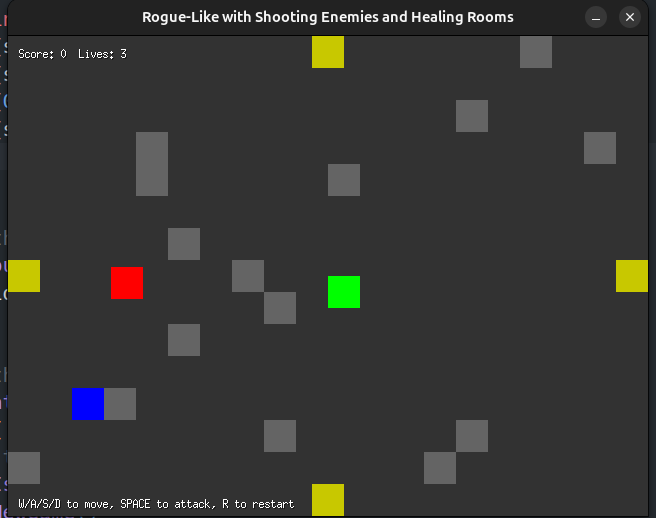 Rogue-Like with Shooting Enemies and Healing Rooms
Score: 0  Lives: 3
W/A/S/D to move, SPACE to attack, R to restart